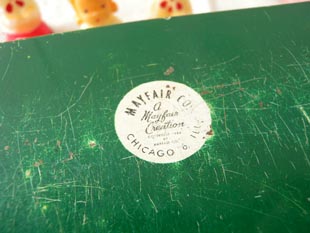 MAYFAIR CO.
A
Mayfair
Creation
CHICAGO 6, ILL.